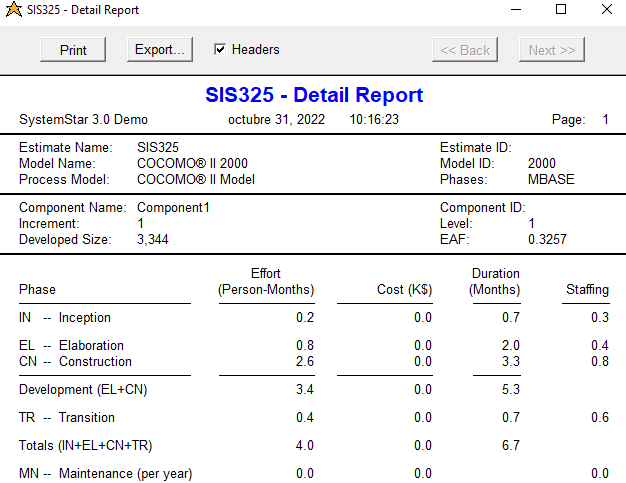 SIS325 - Detail Report
Print Export... Headers << Back Next >>
SIS325 - Detail Report
SystemStar 3.0 Demo octubre 31, 2022 10:16:23 Page: 1
Estimate Name: SIS325 Estimate ID:
Model Name: COCOMO® II 2000 Model ID: 2000
Process Model: COCOMO® II Model Phases: MBASE
Component Name: Component1 Component ID:
Increment: 1 Level: 1
Developed Size: 3,344 EAF: 0.3257
Effort Duration
Phase (Person-Months) Cost (K$) (Months) Staffing
IN -- Inception 0.2 0.0 0.7 0.3
EL -- Elaboration 0.8 0.0 2.0 0.4
CN -- Construction 2.6 0.0 3.3 0.8
Development (EL+CN) 3.4 0.0 5.3
TR -- Transition 0.4 0.0 0.7 0.6
Totals (IN+EL+CN+TR) 4.0 0.0 6.7
MN -- Maintenance (per year) 0.0 0.0 0.0